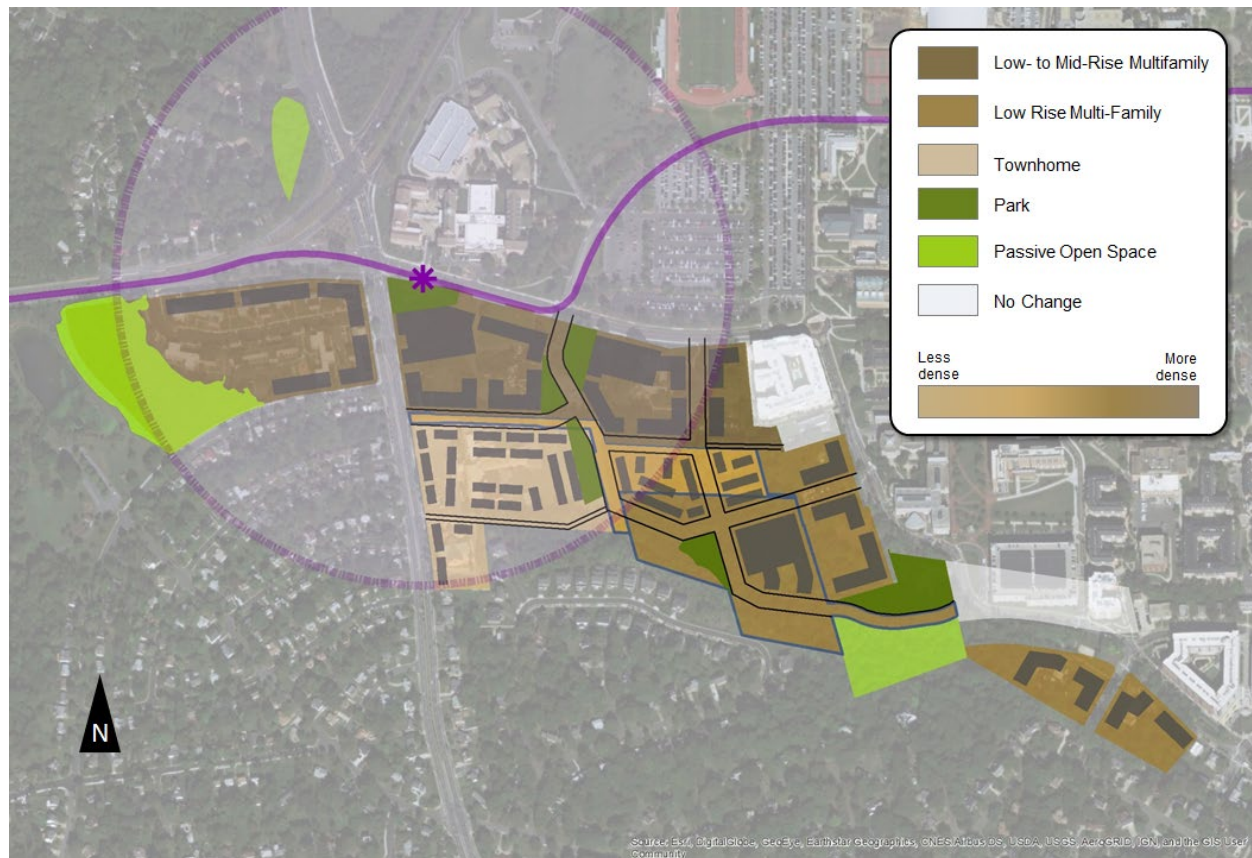 Low- to Mid-Rise Multifamily
Low Rise Multi-Family
Townhome
Park
Passive Open Space
No Change
Less
dense
More
dense
N
Source: Esri, DigitalGlobe, GeoEye, Earthstar Geographics, CNES/Airbus DS, USDA, USGS, AeroGRID, IGN, and the GIS User
Community